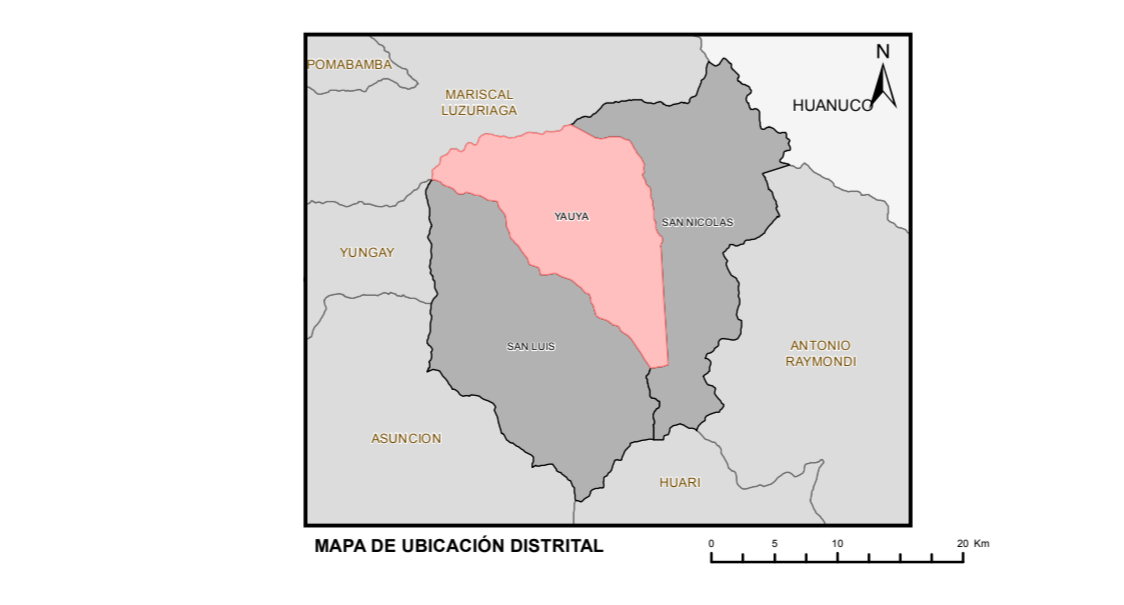 N
POMABAMBA
MARISCAL
LUZURIAGA
HUANUCO
YAUYA
SAN NICOLAS
YUNGAY
SAN LUIS
ANTONIO
RAYMONDI
ASUNCION
HUARI
MAPA DE UBICACIÓN DISTRITAL
0 5 10 20 Km